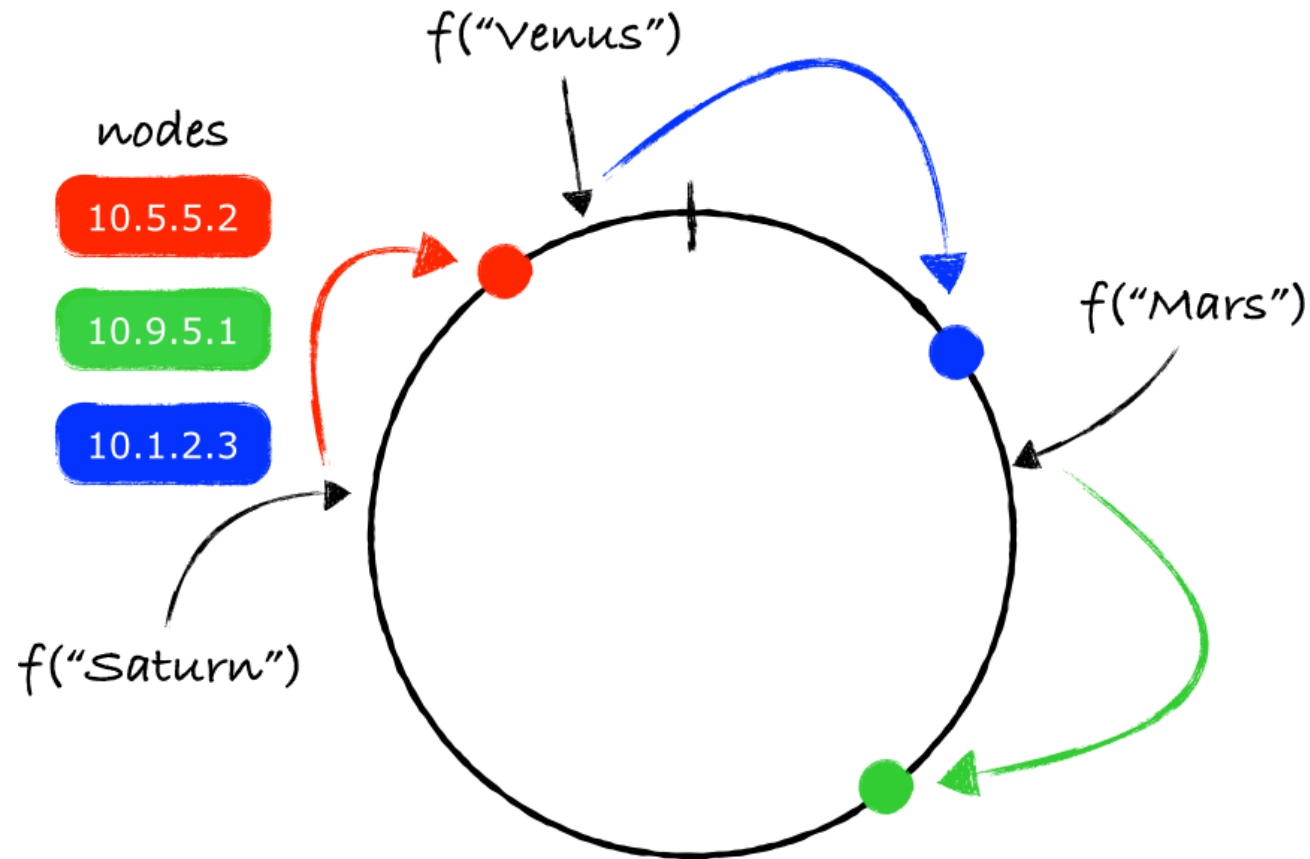 f("Venus")
nodes
10.5.5.2
10.9.5.1
f("Mars")
10.1.2.3
f("Saturn")